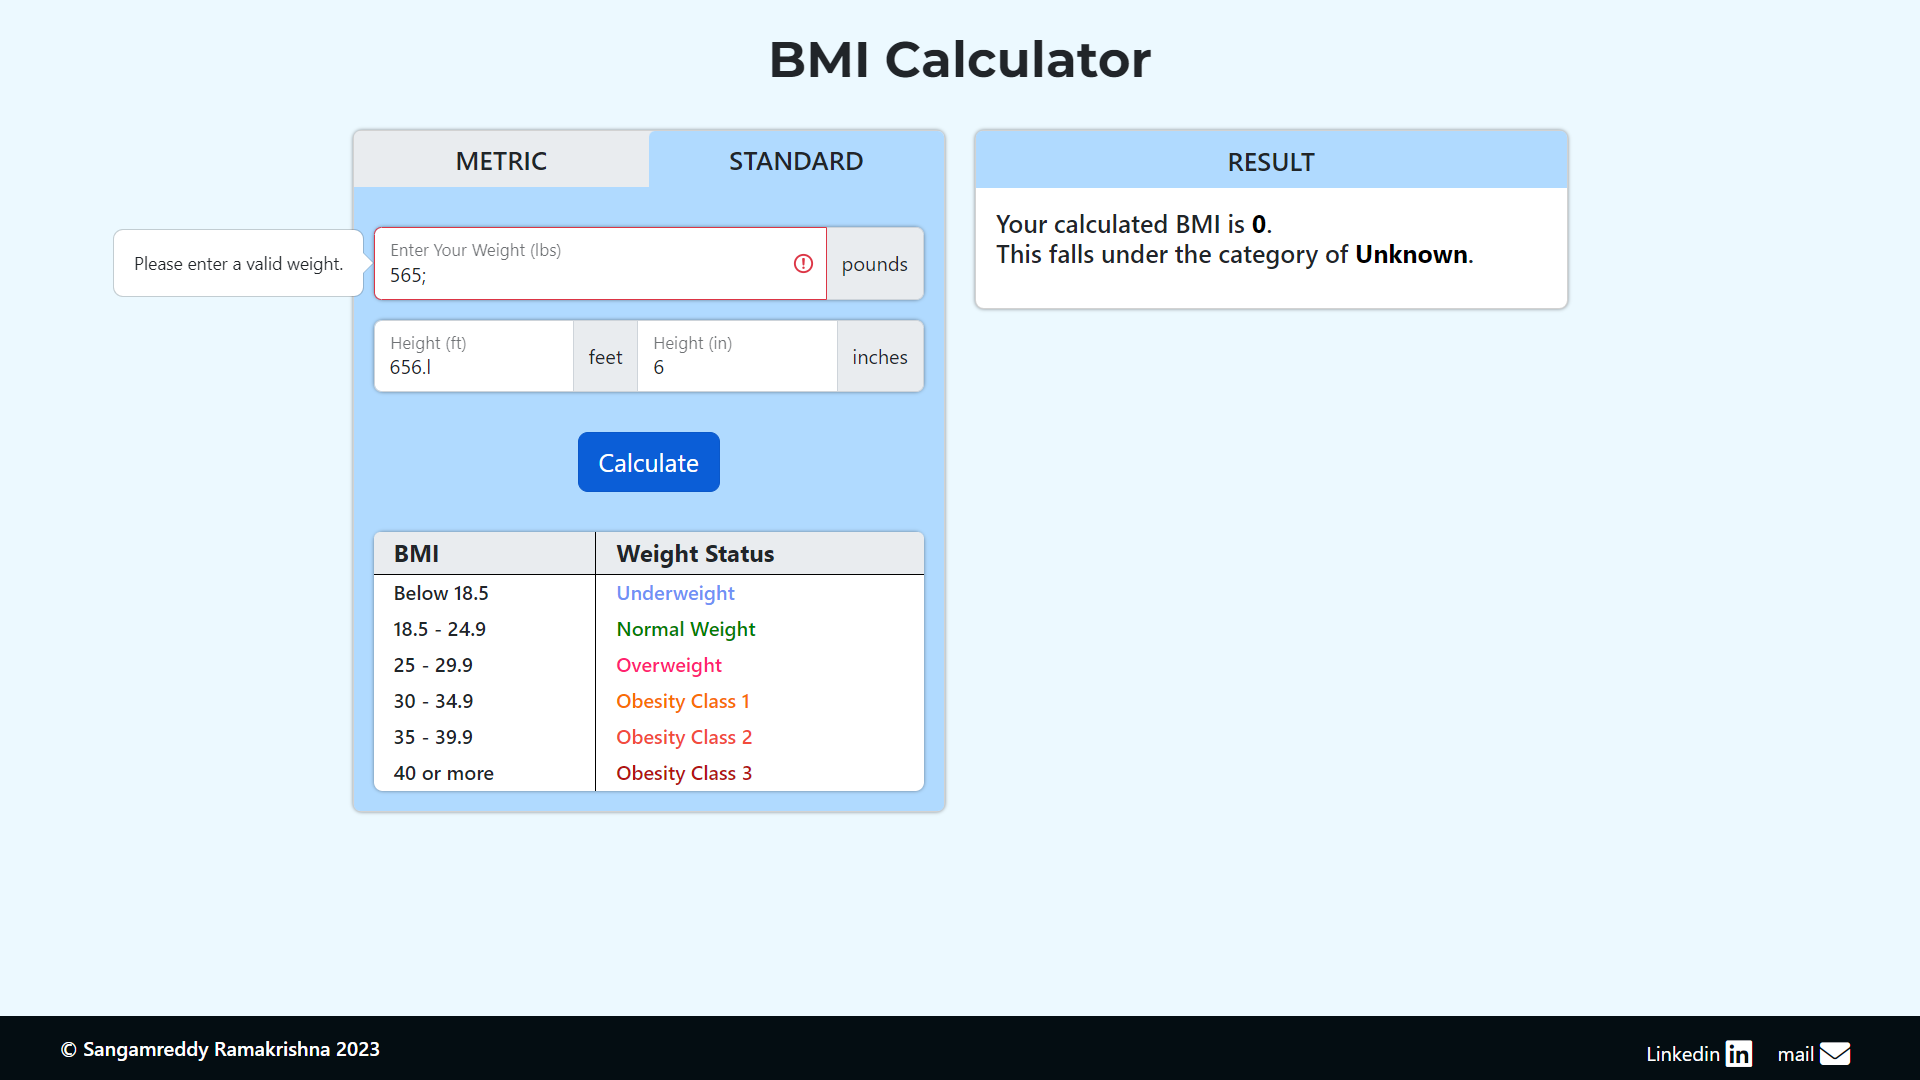 BMI Calculator
METRIC
STANDARD
Please enter a valid weight.
Enter Your Weight (lbs)
565;
pounds
Height (ft)
656.l
feet
Height (in)
6
inches
Calculate
BMI Weight Status
Below 18.5 Underweight
18.5 - 24.9 Normal Weight
25 - 29.9 Overweight
30 - 34.9 Obesity Class 1
35 - 39.9 Obesity Class 2
40 or more Obesity Class 3
RESULT
Your calculated BMI is 0.
This falls under the category of Unknown.
© Sangamreddy Ramakrishna 2023
Linkedin in
mail